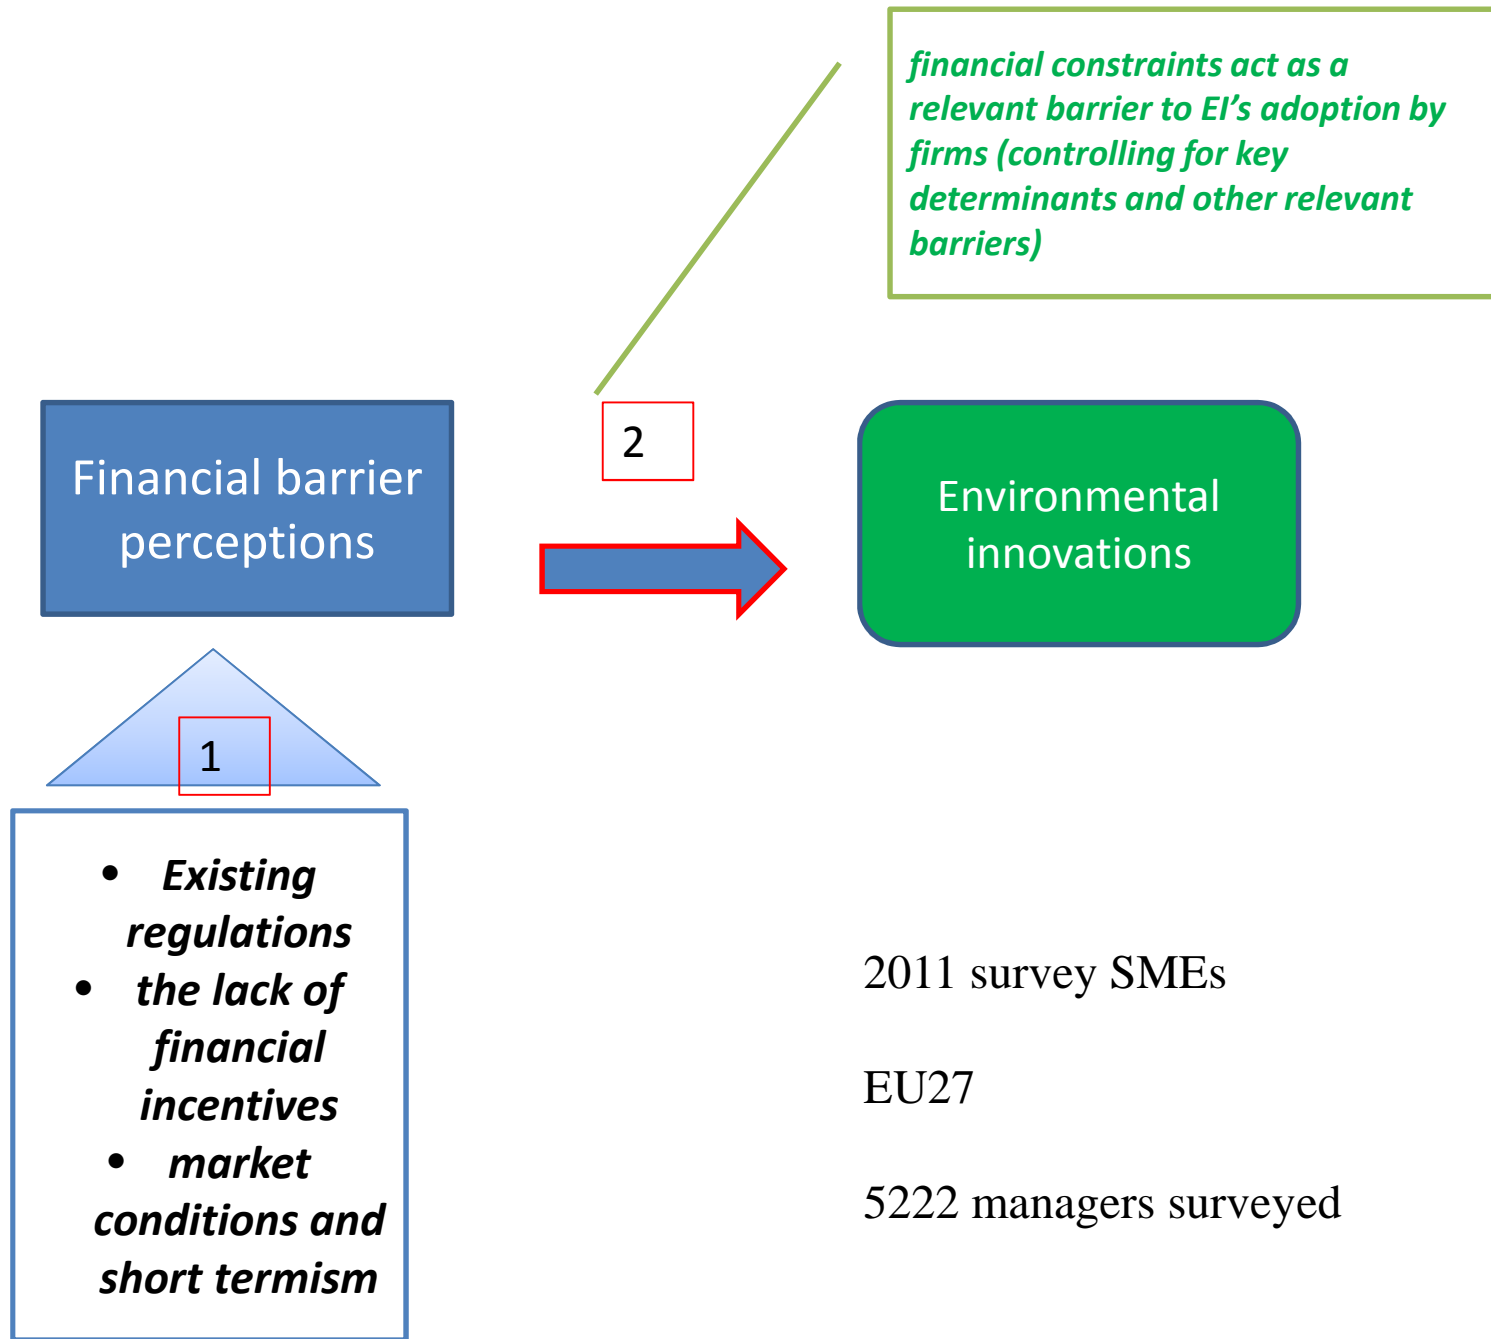 financial constraints act as a
relevant barrier to EI’s adoption by
firms (controlling for key
determinants and other relevant
barriers)
2
Financial barrier
perceptions
Environmental
innovations
1
• Existing
regulations
• the lack of
financial
incentives
• market
conditions and
short termism
2011 survey SMEs
EU27
5222 managers surveyed